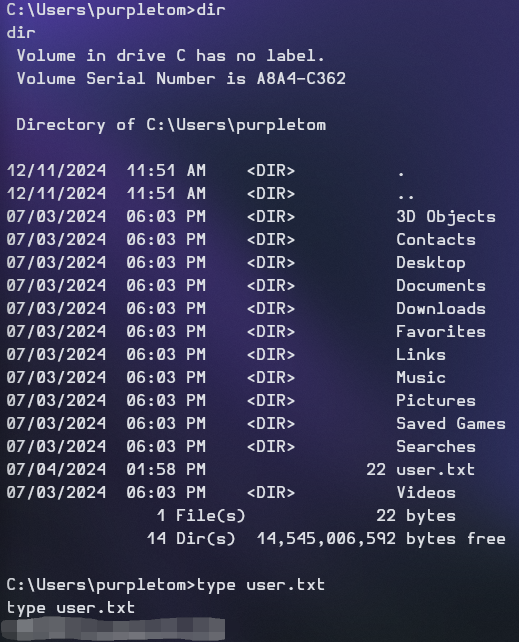 C:\Users\purpletom>dir
dir
Volume in drive C has no label.
Volume Serial Number is A8A4-C362
Directory of C:\Users\purpletom
12/11/2024 11:51 AM <DIR> .
12/11/2024 11:51 AM <DIR> ..
07/03/2024 06:03 PM <DIR> 3D Objects
07/03/2024 06:03 PM <DIR> Contacts
07/03/2024 06:03 PM <DIR> Desktop
07/03/2024 06:03 PM <DIR> Documents
07/03/2024 06:03 PM <DIR> Downloads
07/03/2024 06:03 PM <DIR> Favorites
07/03/2024 06:03 PM <DIR> Links
07/03/2024 06:03 PM <DIR> Music
07/03/2024 06:03 PM <DIR> Pictures
07/03/2024 06:03 PM <DIR> Saved Games
07/03/2024 06:03 PM <DIR> Searches
07/04/2024 01:58 PM 22 user.txt
07/03/2024 06:03 PM <DIR> Videos
1 File(s) 22 bytes
14 Dir(s) 14,545,006,592 bytes free
C:\Users\purpletom>type user.txt
type user.txt